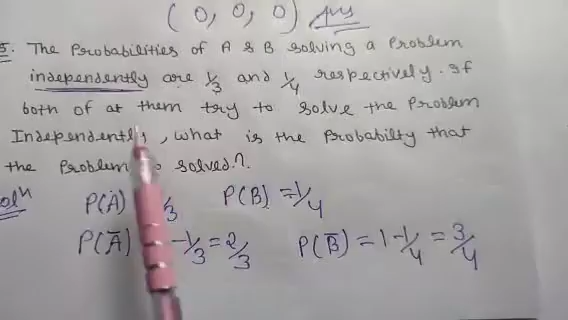 (0, 0, 0) Ans
5. The Probabilities of A & B solving a Problem
independently are 1/3 and 1/4 respectively. If
both of at them try to solve the Problem
Independently, what is the Probabilty that
the Problem solved.?
Solⁿ P(A) P(B) = 1/4
P(A̅) - 1/3 = 2/3 P(B̅) = 1 - 1/4 = 3/4